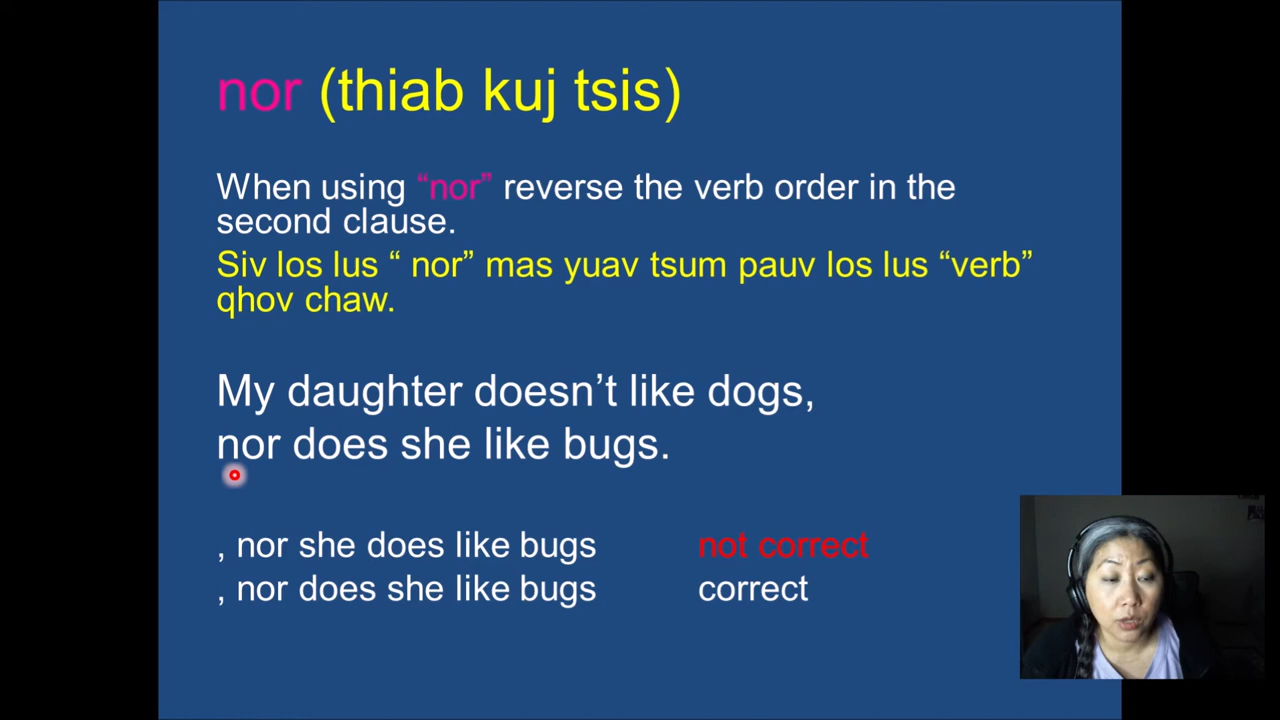 nor (thiab kuj tsis)
When using “nor” reverse the verb order in the
second clause.
Siv los lus “ nor” mas yuav tsum pauv los lus “verb”
qhov chaw.
My daughter doesn’t like dogs,
nor does she like bugs.
, nor she does like bugs not correct
, nor does she like bugs correct